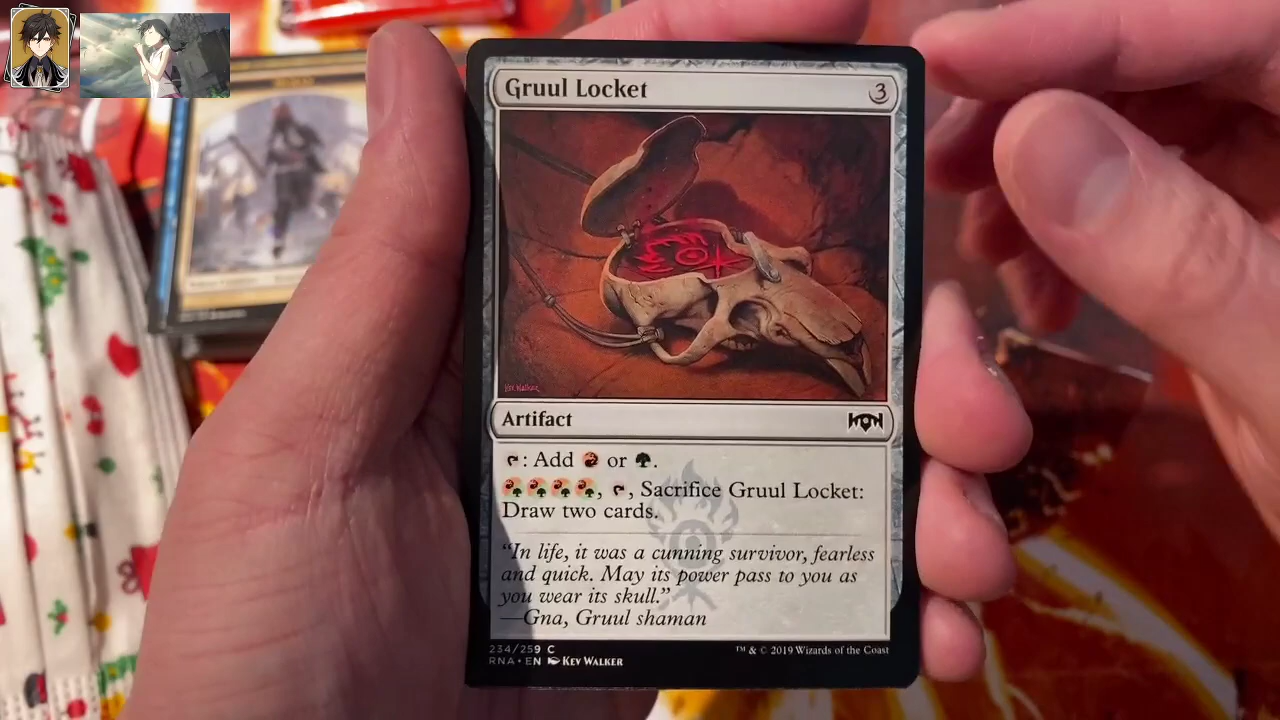 Gruul Locket 3
Kev Walker
Artifact
: Add or .
, , Sacrifice Gruul Locket:
Draw two cards.
“In life, it was a cunning survivor, fearless
and quick. May its power pass to you as
you wear its skull.”
—Gna, Gruul shaman
234/259 C
RNA • EN Kev Walker
™ & © 2019 Wizards of the Coast